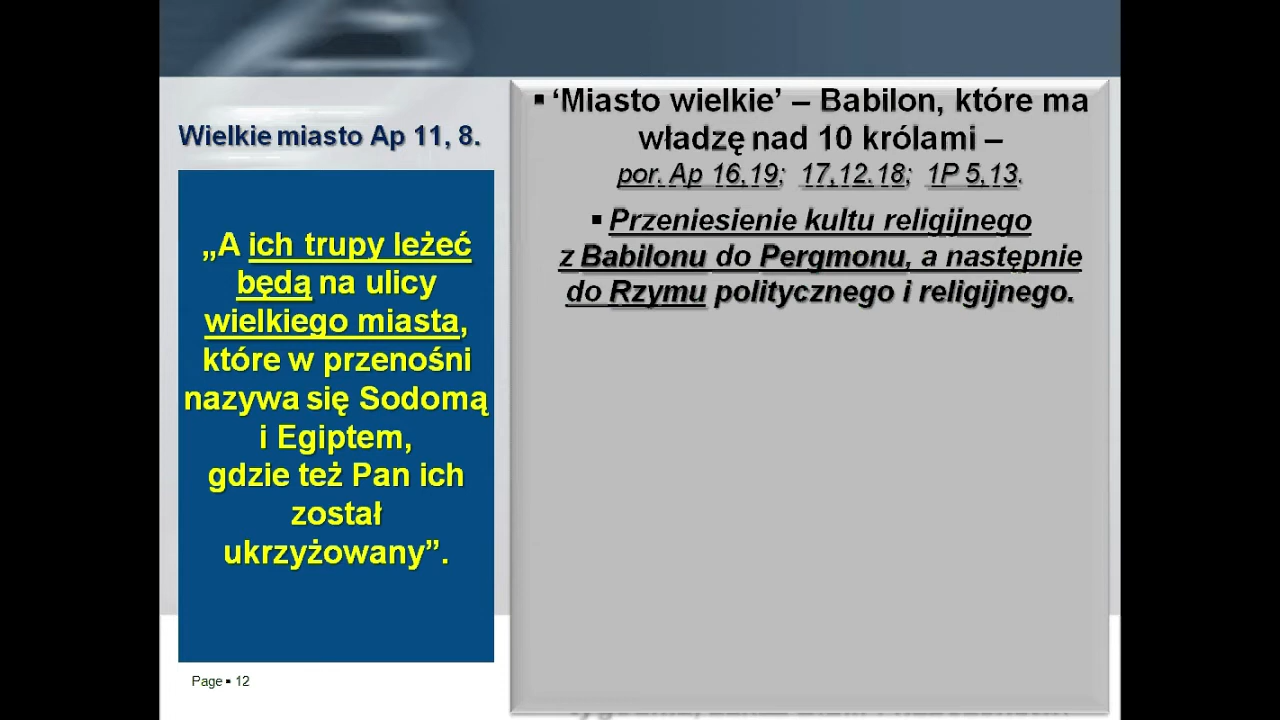 Wielkie miasto Ap 11, 8.
„A ich trupy leżeć
będą na ulicy
wielkiego miasta,
które w przenośni
nazywa się Sodomą
i Egiptem,
gdzie też Pan ich
został
ukrzyżowany”.
▪ ‘Miasto wielkie’ – Babilon, które ma
władzę nad 10 królami –
por. Ap 16,19; 17,12.18; 1P 5,13.
▪ Przeniesienie kultu religijnego
z Babilonu do Pergmonu, a następnie
do Rzymu politycznego i religijnego.
Page ▪ 12